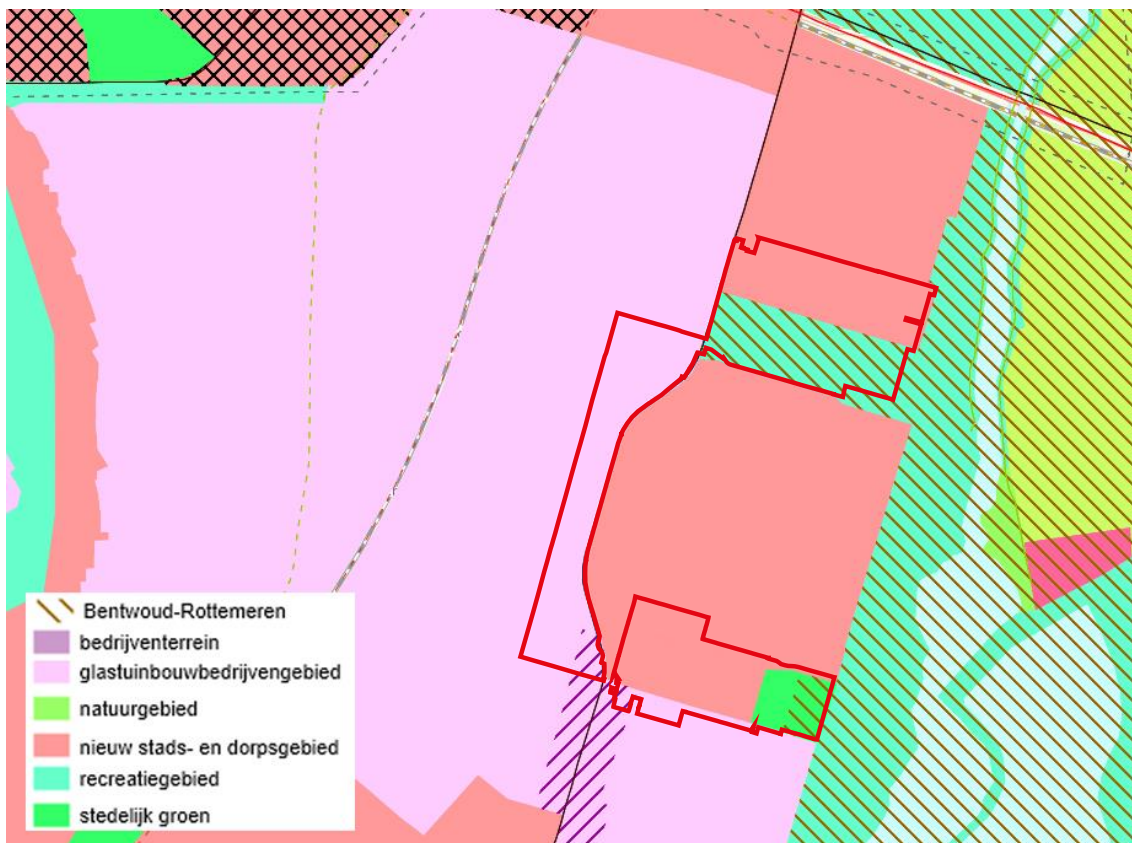 Bentwoud-Rottemeren
bedrijventerrein
glastuinbouwbedrijvengebied
natuurgebied
nieuw stads- en dorpsgebied
recreatiegebied
stedelijk groen